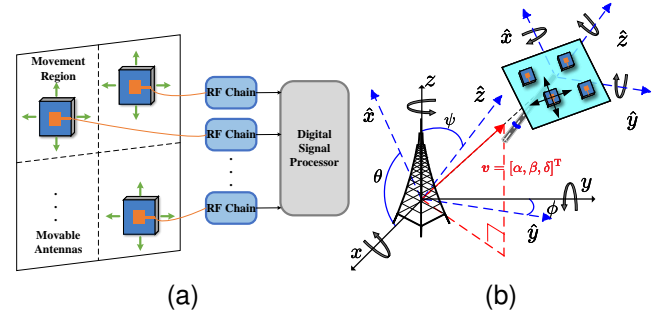 Movement
Region
Movable
Antennas
RF Chain
RF Chain
RF Chain
Digital
Signal
Processor
(a)
x̂
ẑ
ŷ
z
ψ
ẑ
x̂
θ
v = [α, β, δ]ᵀ
y
ϕ
ŷ
x
(b)